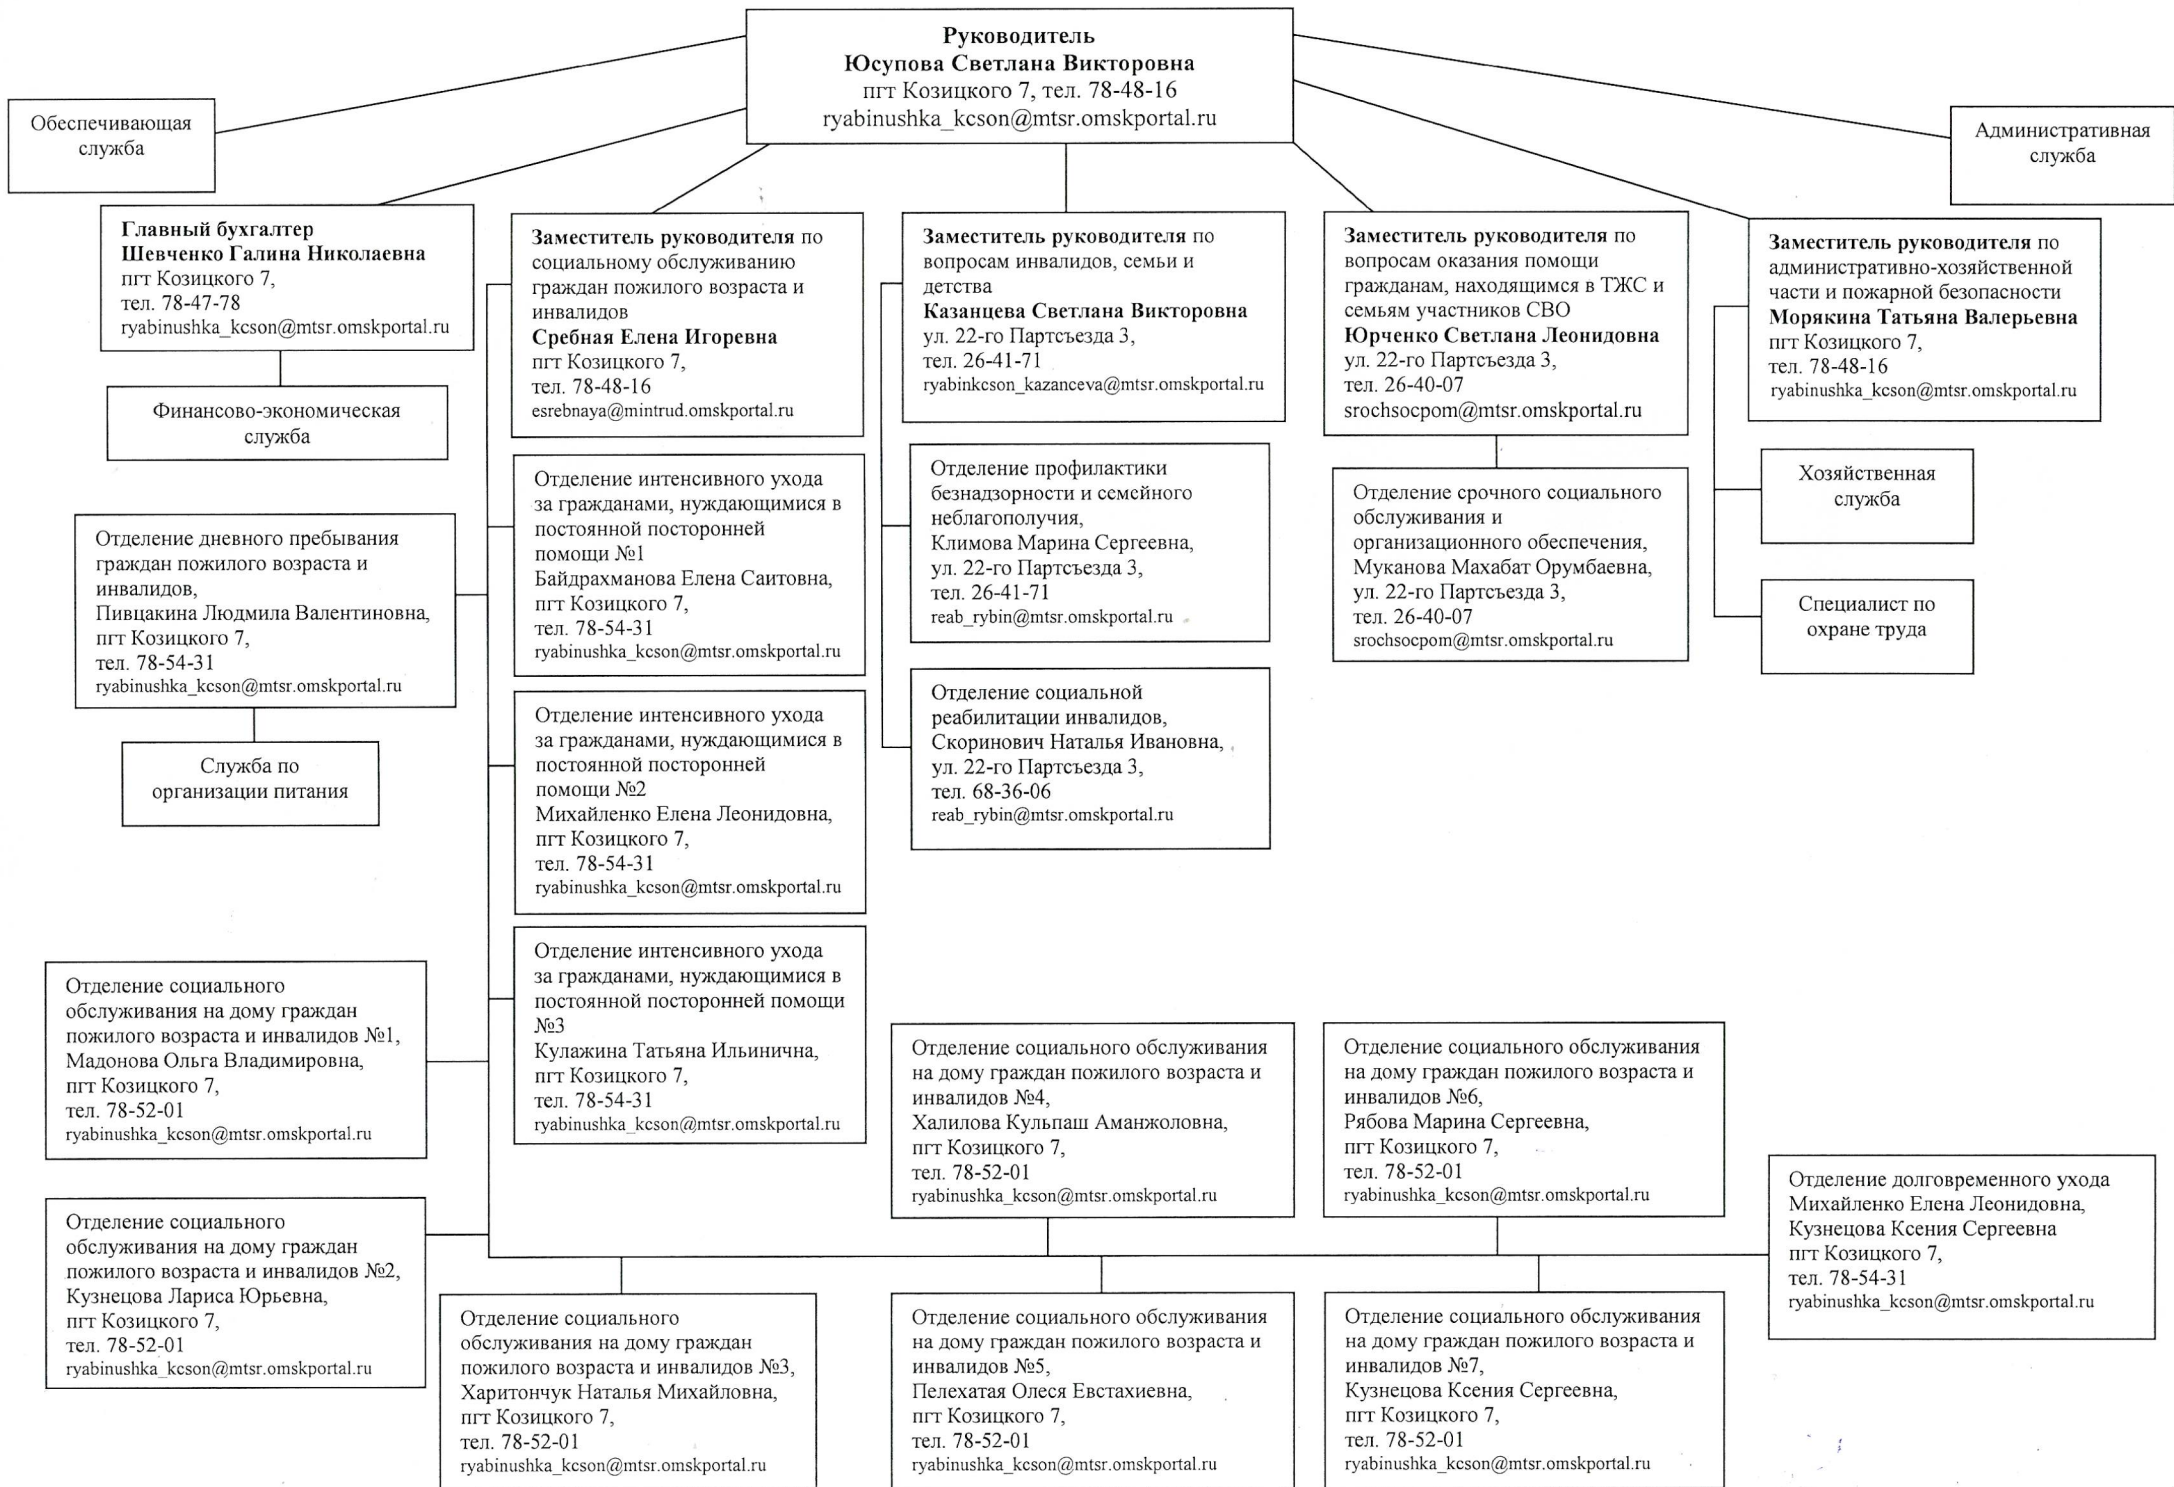 Руководитель
Юсупова Светлана Викторовна
пгт Козицкого 7, тел. 78-48-16
ryabinushka_kcson@mtsr.omskportal.ru
Обеспечивающая
служба
Административная
служба
Главный бухгалтер
Шевченко Галина Николаевна
пгт Козицкого 7,
тел. 78-47-78
ryabinushka_kcson@mtsr.omskportal.ru
Финансово-экономическая
служба
Заместитель руководителя по
социальному обслуживанию
граждан пожилого возраста и
инвалидов
Сребная Елена Игоревна
пгт Козицкого 7,
тел. 78-48-16
esrebnaya@mintrud.omskportal.ru
Заместитель руководителя по
вопросам инвалидов, семьи и
детства
Казанцева Светлана Викторовна
ул. 22-го Партсъезда 3,
тел. 26-41-71
ryabinkcson_kazanceva@mtsr.omskportal.ru
Заместитель руководителя по
вопросам оказания помощи
гражданам, находящимся в ТЖС и
семьям участников СВО
Юрченко Светлана Леонидовна
ул. 22-го Партсъезда 3,
тел. 26-40-07
srochsocpom@mtsr.omskportal.ru
Заместитель руководителя по
административно-хозяйственной
части и пожарной безопасности
Морякина Татьяна Валерьевна
пгт Козицкого 7,
тел. 78-48-16
ryabinushka_kcson@mtsr.omskportal.ru
Отделение дневного пребывания
граждан пожилого возраста и
инвалидов,
Пивцакина Людмила Валентиновна,
пгт Козицкого 7,
тел. 78-54-31
ryabinushka_kcson@mtsr.omskportal.ru
Служба по
организации питания
Отделение интенсивного ухода
за гражданами, нуждающимися в
постоянной посторонней
помощи №1
Байдрахманова Елена Саитовна,
пгт Козицкого 7,
тел. 78-54-31
ryabinushka_kcson@mtsr.omskportal.ru
Отделение профилактики
безнадзорности и семейного
неблагополучия,
Климова Марина Сергеевна,
ул. 22-го Партсъезда 3,
тел. 26-41-71
reab_rybin@mtsr.omskportal.ru
Отделение срочного социального
обслуживания и
организационного обеспечения,
Муканова Махабат Орумбаевна,
ул. 22-го Партсъезда 3,
тел. 26-40-07
srochsocpom@mtsr.omskportal.ru
Хозяйственная
служба
Специалист по
охране труда
Отделение интенсивного ухода
за гражданами, нуждающимися в
постоянной посторонней
помощи №2
Михайленко Елена Леонидовна,
пгт Козицкого 7,
тел. 78-54-31
ryabinushka_kcson@mtsr.omskportal.ru
Отделение социальной
реабилитации инвалидов,
Скоринович Наталья Ивановна,
ул. 22-го Партсъезда 3,
тел. 68-36-06
reab_rybin@mtsr.omskportal.ru
Отделение интенсивного ухода
за гражданами, нуждающимися в
постоянной посторонней помощи
№3
Кулажина Татьяна Ильинична,
пгт Козицкого 7,
тел. 78-54-31
ryabinushka_kcson@mtsr.omskportal.ru
Отделение социального
обслуживания на дому граждан
пожилого возраста и инвалидов №1,
Мадонова Ольга Владимировна,
пгт Козицкого 7,
тел. 78-52-01
ryabinushka_kcson@mtsr.omskportal.ru
Отделение социального обслуживания
на дому граждан пожилого возраста и
инвалидов №4,
Халилова Кульпаш Аманжоловна,
пгт Козицкого 7,
тел. 78-52-01
ryabinushka_kcson@mtsr.omskportal.ru
Отделение социального обслуживания
на дому граждан пожилого возраста и
инвалидов №6,
Рябова Марина Сергеевна,
пгт Козицкого 7,
тел. 78-52-01
ryabinushka_kcson@mtsr.omskportal.ru
Отделение долговременного ухода
Михайленко Елена Леонидовна,
Кузнецова Ксения Сергеевна
пгт Козицкого 7,
тел. 78-54-31
ryabinushka_kcson@mtsr.omskportal.ru
Отделение социального
обслуживания на дому граждан
пожилого возраста и инвалидов №2,
Кузнецова Лариса Юрьевна,
пгт Козицкого 7,
тел. 78-52-01
ryabinushka_kcson@mtsr.omskportal.ru
Отделение социального
обслуживания на дому граждан
пожилого возраста и инвалидов №3,
Харитончук Наталья Михайловна,
пгт Козицкого 7,
тел. 78-52-01
ryabinushka_kcson@mtsr.omskportal.ru
Отделение социального обслуживания
на дому граждан пожилого возраста и
инвалидов №5,
Пелехатая Олеся Евстахиевна,
пгт Козицкого 7,
тел. 78-52-01
ryabinushka_kcson@mtsr.omskportal.ru
Отделение социального обслуживания
на дому граждан пожилого возраста и
инвалидов №7,
Кузнецова Ксения Сергеевна,
пгт Козицкого 7,
тел. 78-52-01
ryabinushka_kcson@mtsr.omskportal.ru